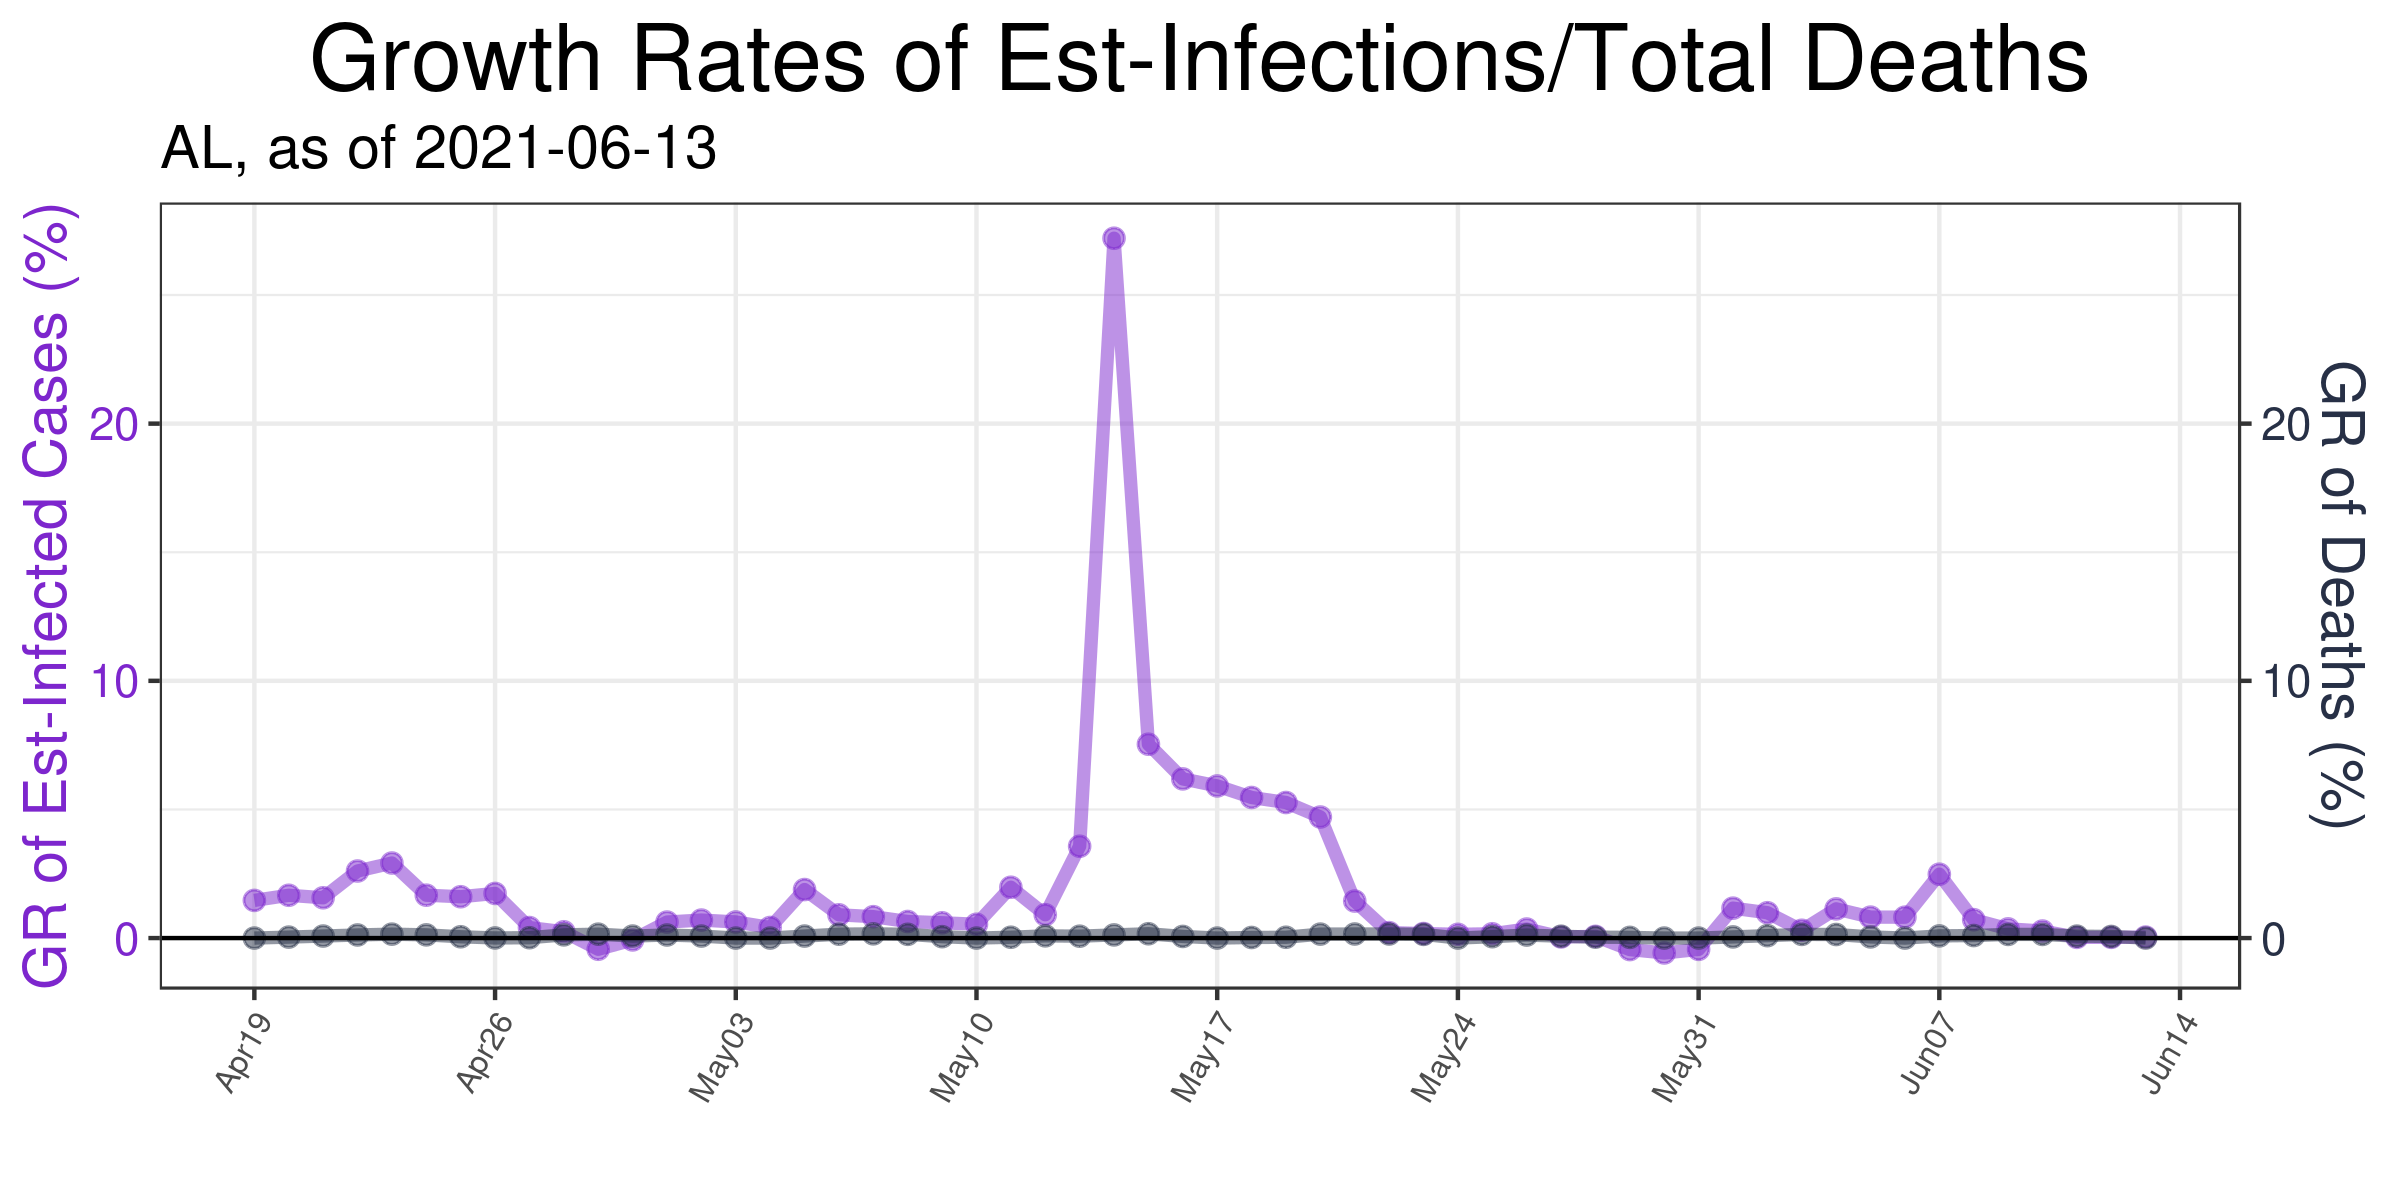 Growth Rates of Est-Infections/Total Deaths
AL, as of 2021-06-13
GR of Est-Infected Cases (%)
20
10
0
20
10
0
GR of Deaths (%)
Apr19
Apr26
May03
May10
May17
May24
May31
Jun07
Jun14